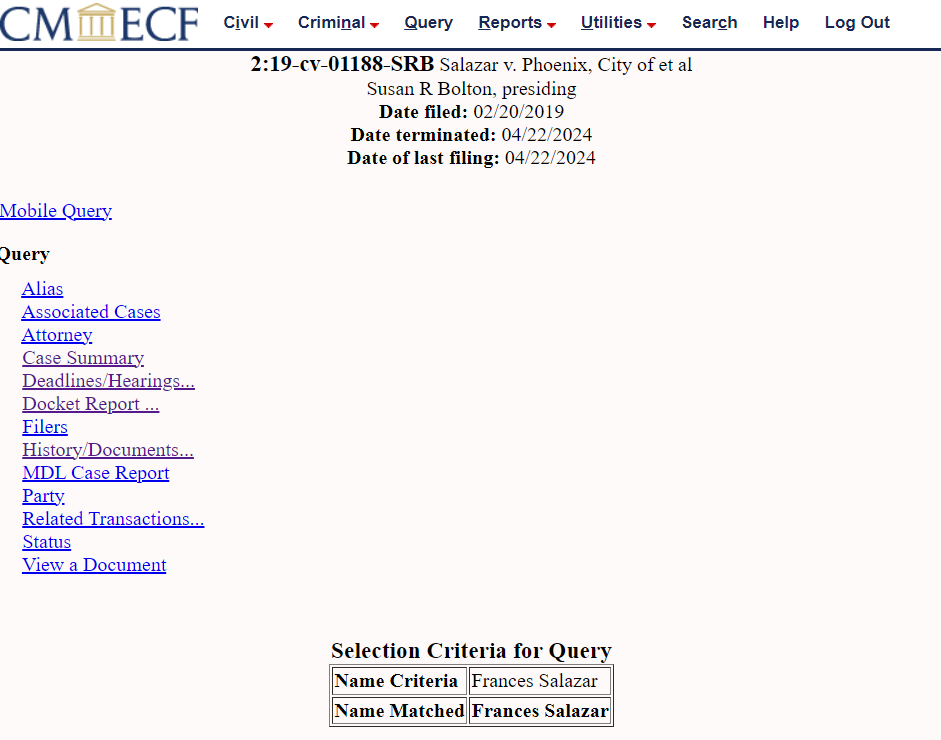 CM ECF Civil Criminal Query Reports Utilities Search Help Log Out
2:19-cv-01188-SRB Salazar v. Phoenix, City of et al
Susan R Bolton, presiding
Date filed: 02/20/2019
Date terminated: 04/22/2024
Date of last filing: 04/22/2024
Mobile Query
Query
Alias
Associated Cases
Attorney
Case Summary
Deadlines/Hearings...
Docket Report ...
Filers
History/Documents...
MDL Case Report
Party
Related Transactions...
Status
View a Document
Selection Criteria for Query
Name Criteria Frances Salazar
Name Matched Frances Salazar